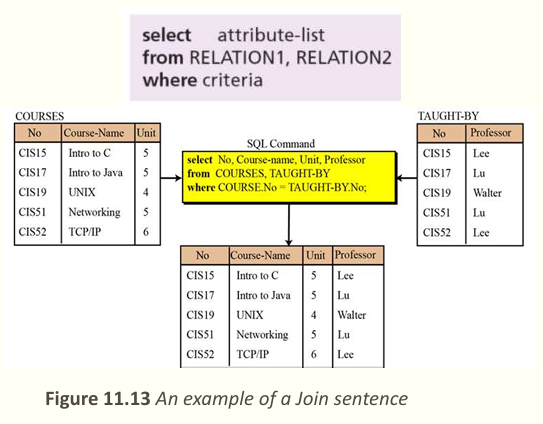 select attribute-list
from RELATION1, RELATION2
where criteria
COURSES
No Course-Name Unit
CIS15 Intro to C 5
CIS17 Intro to Java 5
CIS19 UNIX 4
CIS51 Networking 5
CIS52 TCP/IP 6
SQL Command
select No, Course-name, Unit, Professor
from COURSES, TAUGHT-BY
where COURSE.No = TAUGHT-BY.No;
TAUGHT-BY
No Professor
CIS15 Lee
CIS17 Lu
CIS19 Walter
CIS51 Lu
CIS52 Lee
No Course-Name Unit Professor
CIS15 Intro to C 5 Lee
CIS17 Intro to Java 5 Lu
CIS19 UNIX 4 Walter
CIS51 Networking 5 Lu
CIS52 TCP/IP 6 Lee
Figure 11.13 An example of a Join sentence